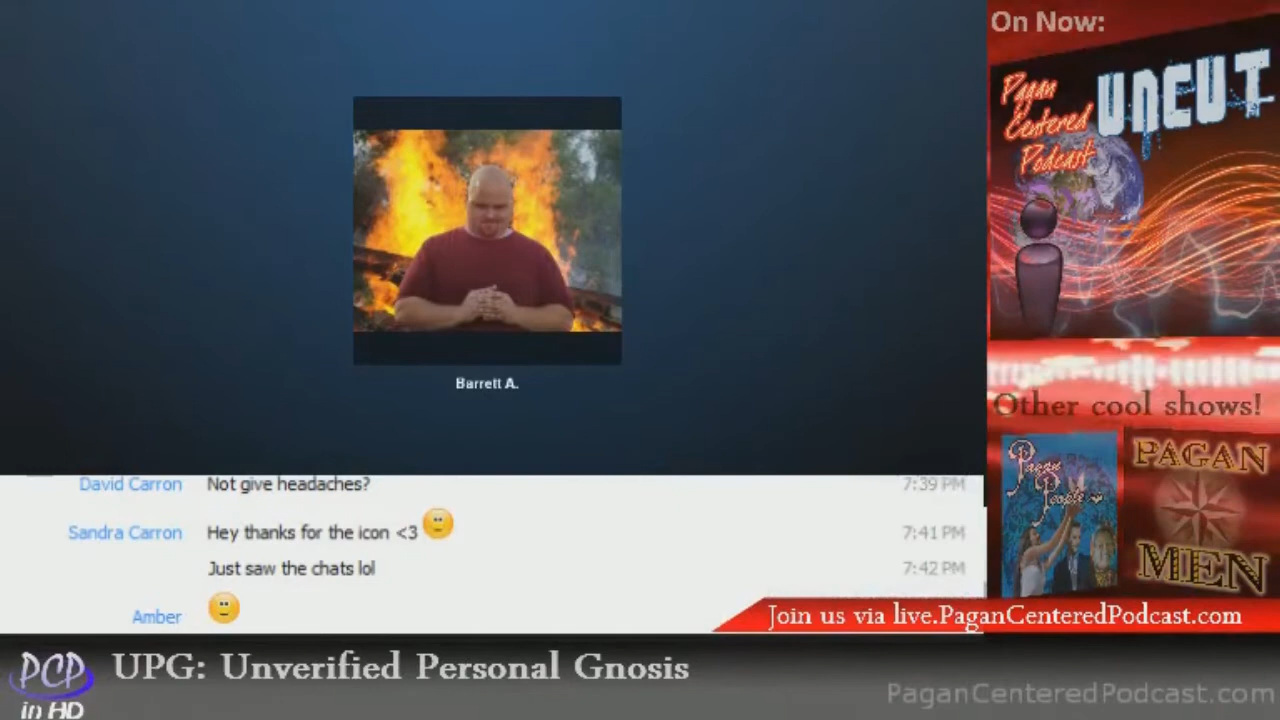 On Now:
Pagan
Centered
Podcast
UNCUT
Barrett A.
David Carron Not give headaches? 7:39 PM
Sandra Carron Hey thanks for the icon <3 7:41 PM
Just saw the chats lol 7:42 PM
Amber
Other cool shows!
Pagan
People
PAGAN
MEN
Join us via live.PaganCenteredPodcast.com
PCP
in HD
UPG: Unverified Personal Gnosis
PaganCenteredPodcast.com